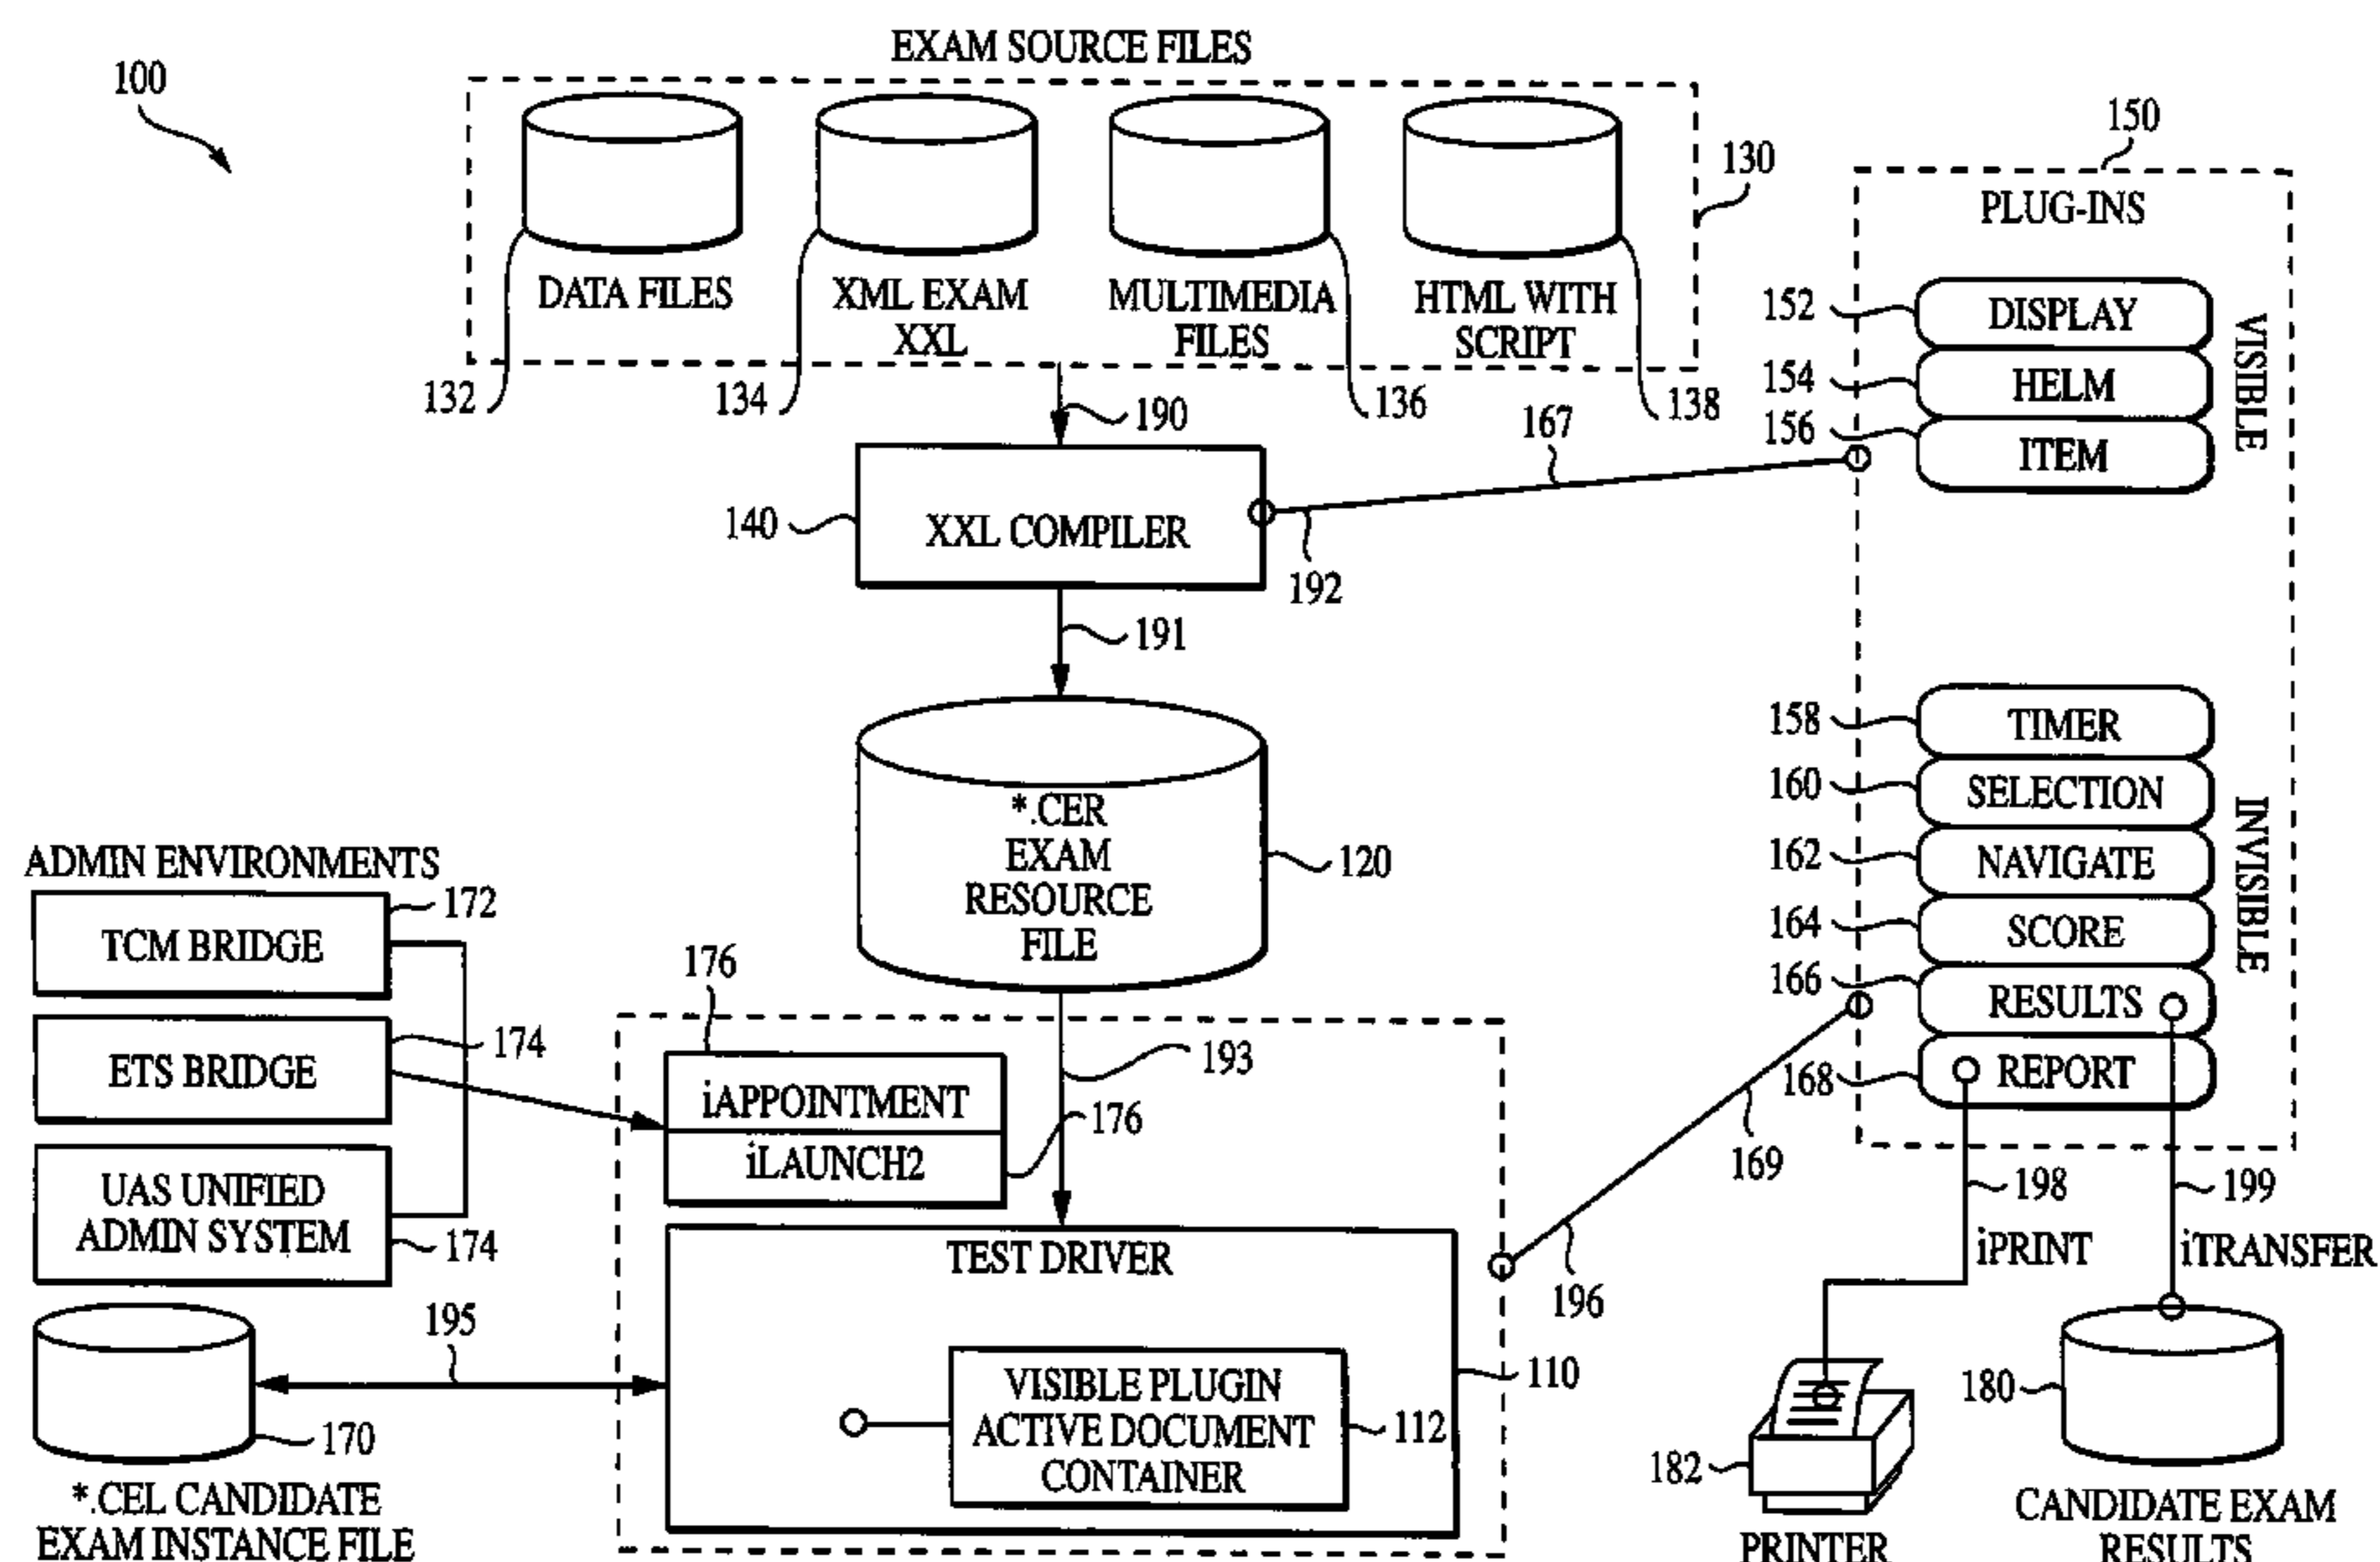 EXAM SOURCE FILES
100
DATA FILES
XML EXAM
XXL
MULTIMEDIA
FILES
HTML WITH
SCRIPT
130
132
134
136
138
190
150
PLUG-INS
152
DISPLAY
154
HELM
156
ITEM
VISIBLE
167
140
XXL COMPILER
192
191
158
TIMER
160
SELECTION
162
NAVIGATE
164
SCORE
166
RESULTS
168
REPORT
INVISIBLE
*.CER
EXAM
RESOURCE
FILE
120
ADMIN ENVIRONMENTS
172
TCM BRIDGE
174
ETS BRIDGE
UAS UNIFIED
ADMIN SYSTEM
174
176
iAPPOINTMENT
iLAUNCH2
176
193
169
196
198
199
iPRINT
iTRANSFER
TEST DRIVER
195
110
VISIBLE PLUGIN
ACTIVE DOCUMENT
CONTAINER
112
170
*.CEL CANDIDATE
EXAM INSTANCE FILE
182
PRINTER
180
CANDIDATE EXAM
RESULTS